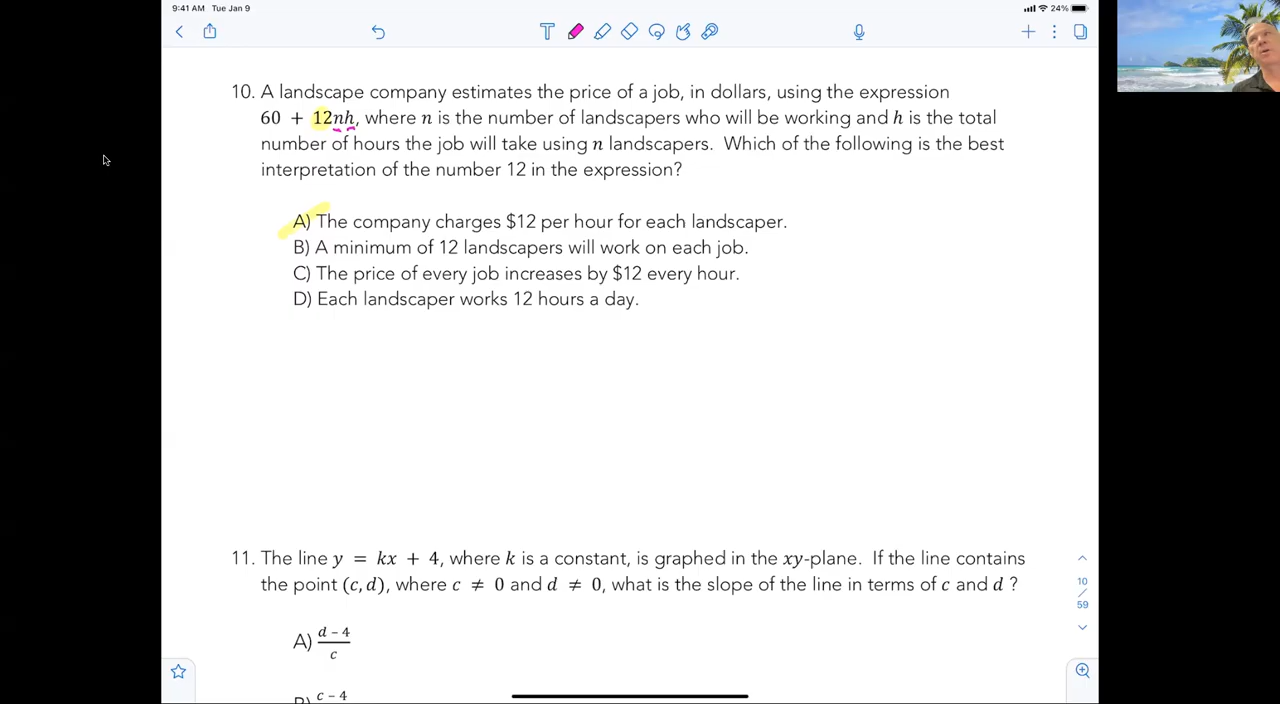 9:41 AM Tue Jan 9
24%
T
10. A landscape company estimates the price of a job, in dollars, using the expression
60 + 12nh, where n is the number of landscapers who will be working and h is the total
number of hours the job will take using n landscapers. Which of the following is the best
interpretation of the number 12 in the expression?
A) The company charges $12 per hour for each landscaper.
B) A minimum of 12 landscapers will work on each job.
C) The price of every job increases by $12 every hour.
D) Each landscaper works 12 hours a day.
11. The line y = kx + 4, where k is a constant, is graphed in the xy-plane. If the line contains
the point (c, d), where c ≠ 0 and d ≠ 0, what is the slope of the line in terms of c and d ?
10
/
59
A) d − 4
c
B) c − 4